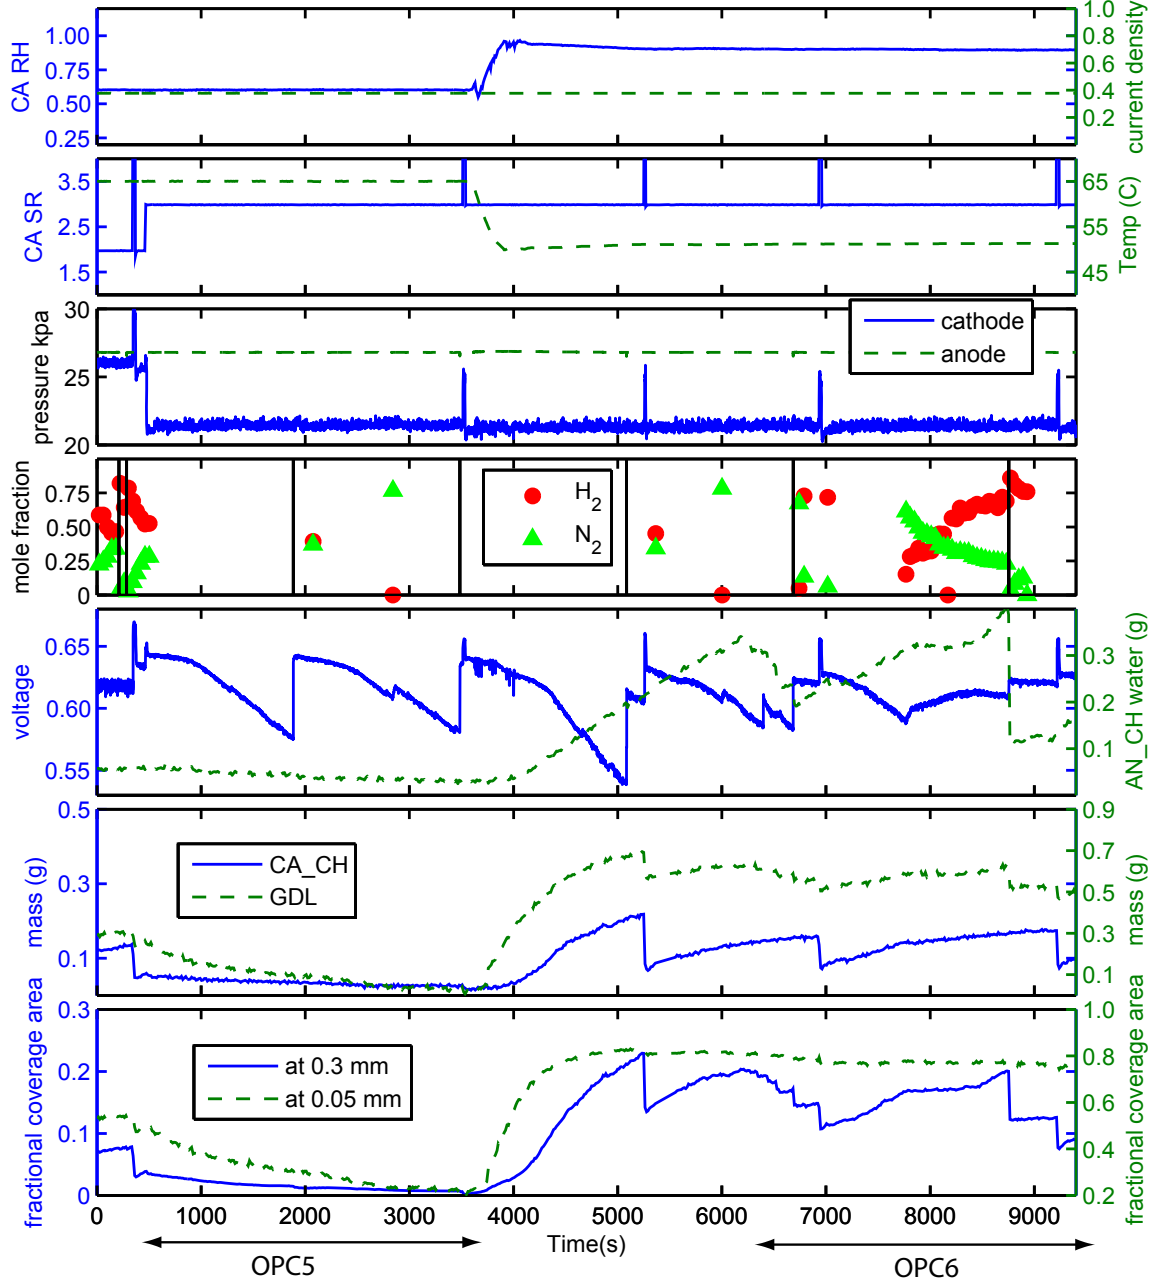 CA RH
1.00
0.75
0.50
0.25
1.0
0.8
0.6
0.4
0.2
current density
CA SR
3.5
2.5
1.5
65
55
45
Temp (C)
pressure kpa
30
25
20
cathode
anode
mole fraction
0.75
0.50
0.25
0
H2
N2
voltage
0.65
0.60
0.55
0.3
0.2
0.1
AN_CH water (g)
mass (g)
0.5
0.3
0.1
CA_CH
GDL
0.9
0.7
0.5
0.3
0.1
mass (g)
fractional coverage area
0.3
0.2
0.1
0
at 0.3 mm
at 0.05 mm
1.0
0.8
0.6
0.4
0.2
fractional coverage area
0 1000 2000 3000 4000 5000 6000 7000 8000 9000
Time(s)
OPC5
OPC6